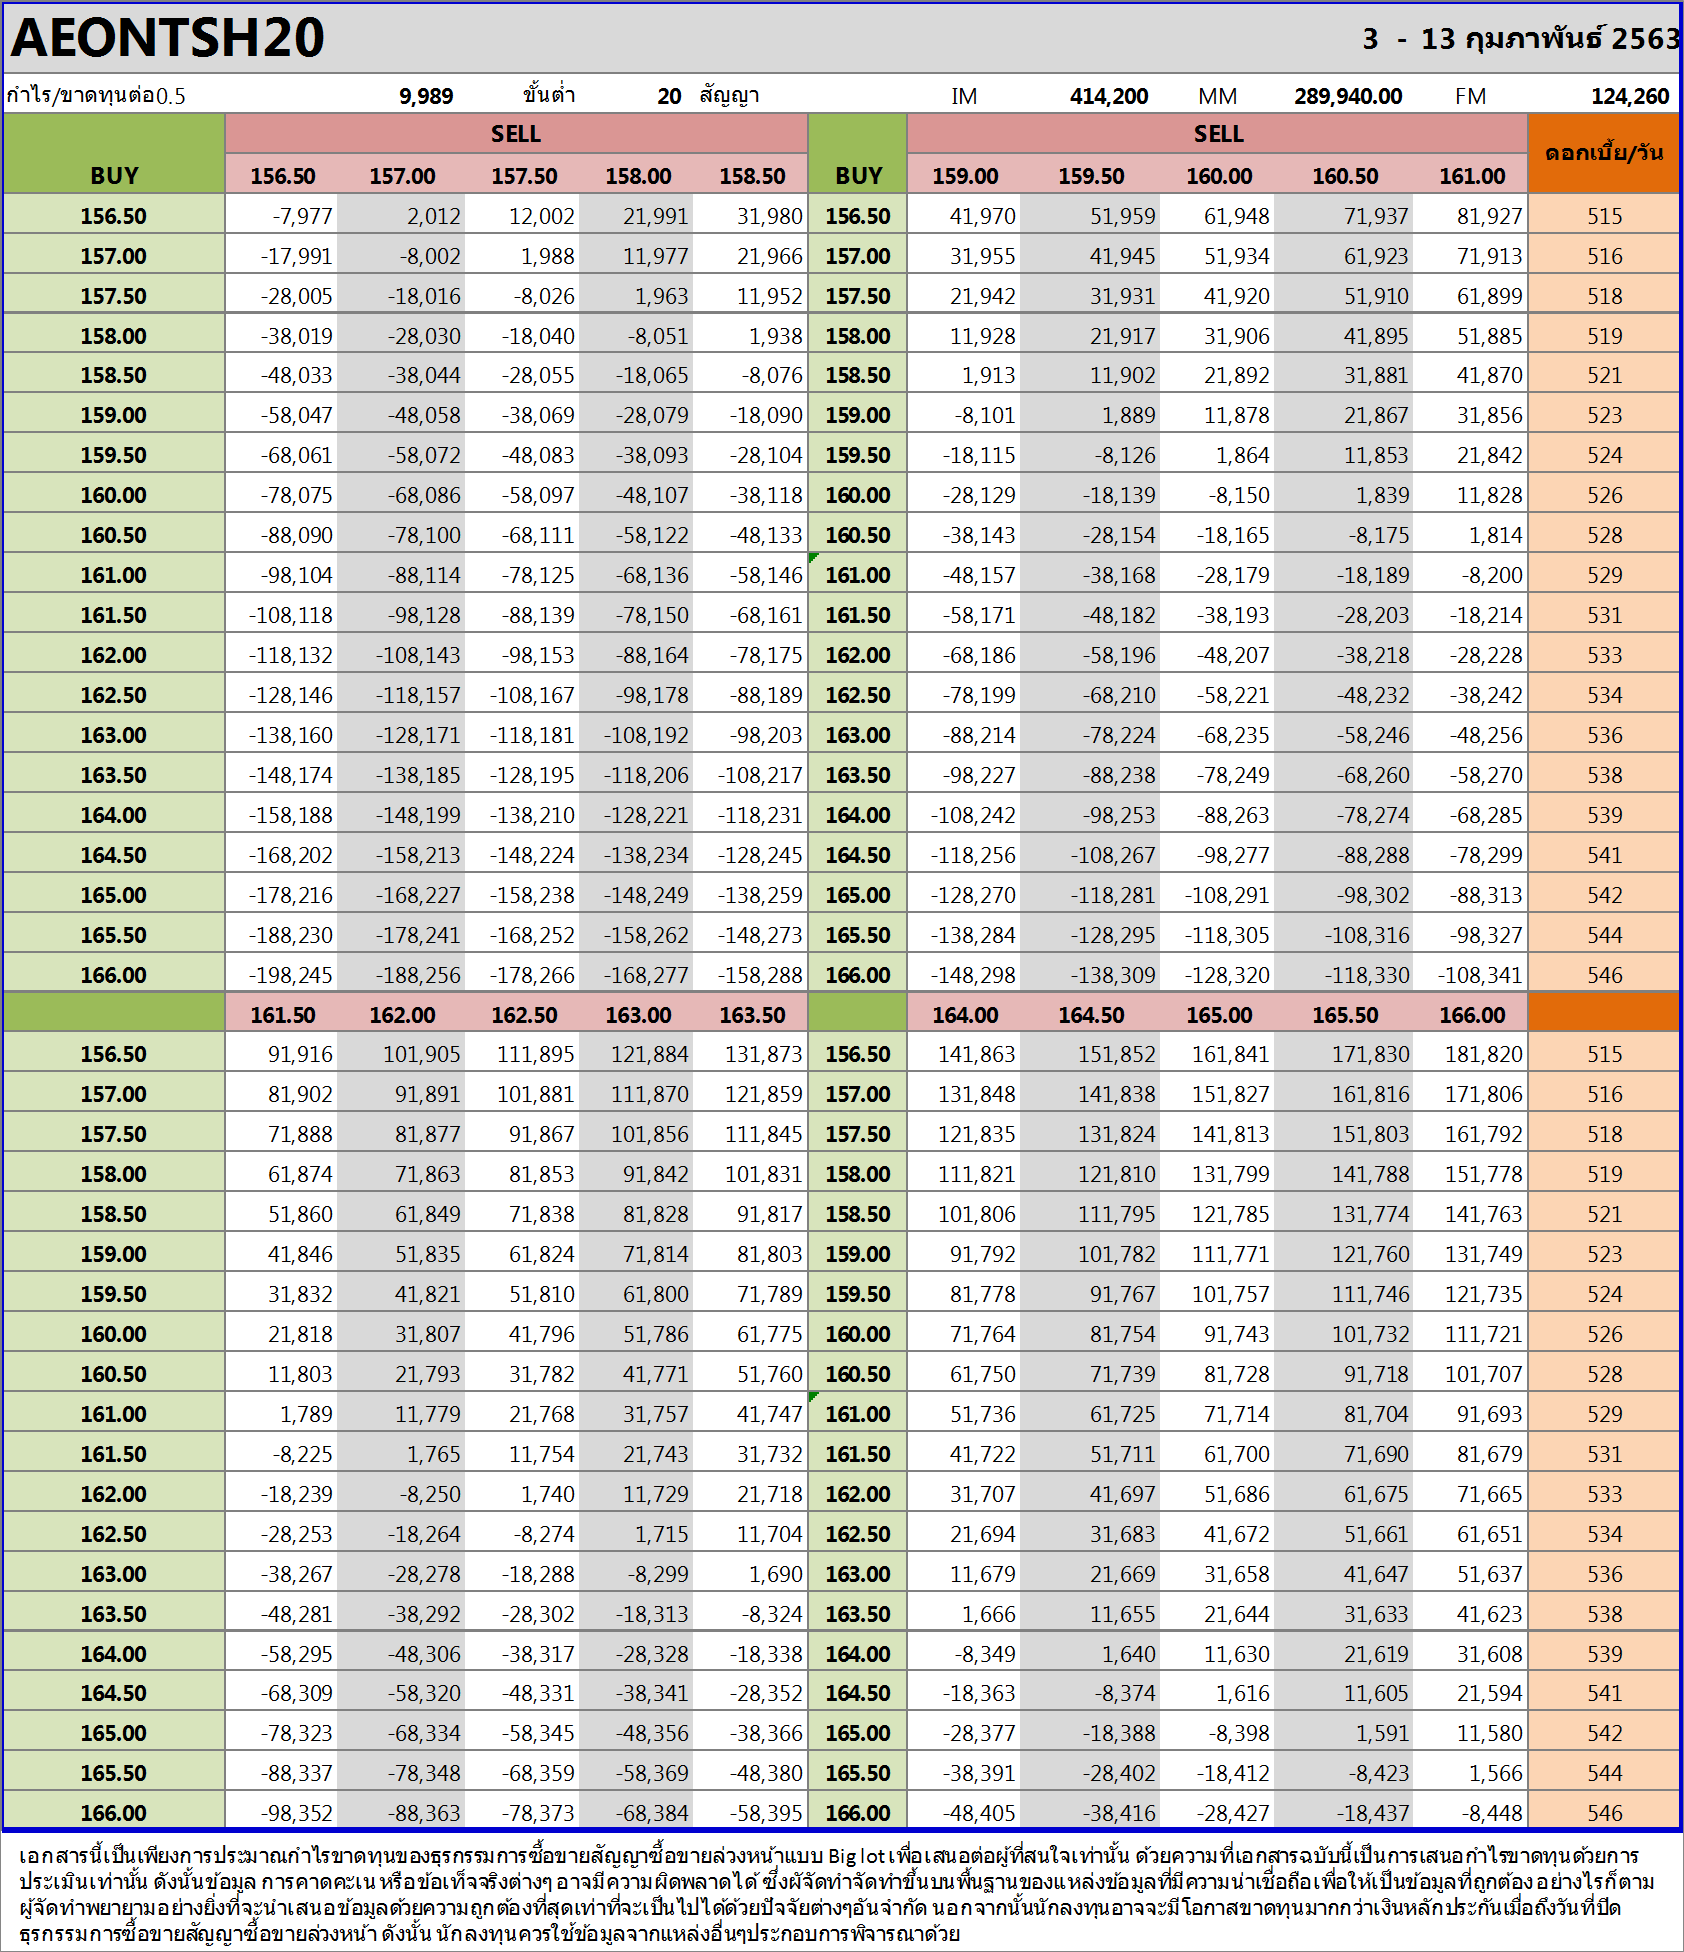 AEONTSH20 3 - 13 กุมภาพันธ์ 2563
กำไร/ขาดทุนต่อ0.5 9,989 ขั้นต่ำ 20 สัญญา IM 414,200 MM 289,940.00 FM 124,260
SELL SELL
BUY 156.50 157.00 157.50 158.00 158.50 BUY 159.00 159.50 160.00 160.50 161.00 ดอกเบี้ย/วัน
156.50 -7,977 2,012 12,002 21,991 31,980 156.50 41,970 51,959 61,948 71,937 81,927 515
157.00 -17,991 -8,002 1,988 11,977 21,966 157.00 31,955 41,945 51,934 61,923 71,913 516
157.50 -28,005 -18,016 -8,026 1,963 11,952 157.50 21,942 31,931 41,920 51,910 61,899 518
158.00 -38,019 -28,030 -18,040 -8,051 1,938 158.00 11,928 21,917 31,906 41,895 51,885 519
158.50 -48,033 -38,044 -28,055 -18,065 -8,076 158.50 1,913 11,902 21,892 31,881 41,870 521
159.00 -58,047 -48,058 -38,069 -28,079 -18,090 159.00 -8,101 1,889 11,878 21,867 31,856 523
159.50 -68,061 -58,072 -48,083 -38,093 -28,104 159.50 -18,115 -8,126 1,864 11,853 21,842 524
160.00 -78,075 -68,086 -58,097 -48,107 -38,118 160.00 -28,129 -18,139 -8,150 1,839 11,828 526
160.50 -88,090 -78,100 -68,111 -58,122 -48,133 160.50 -38,143 -28,154 -18,165 -8,175 1,814 528
161.00 -98,104 -88,114 -78,125 -68,136 -58,146 161.00 -48,157 -38,168 -28,179 -18,189 -8,200 529
161.50 -108,118 -98,128 -88,139 -78,150 -68,161 161.50 -58,171 -48,182 -38,193 -28,203 -18,214 531
162.00 -118,132 -108,143 -98,153 -88,164 -78,175 162.00 -68,186 -58,196 -48,207 -38,218 -28,228 533
162.50 -128,146 -118,157 -108,167 -98,178 -88,189 162.50 -78,199 -68,210 -58,221 -48,232 -38,242 534
163.00 -138,160 -128,171 -118,181 -108,192 -98,203 163.00 -88,214 -78,224 -68,235 -58,246 -48,256 536
163.50 -148,174 -138,185 -128,195 -118,206 -108,217 163.50 -98,227 -88,238 -78,249 -68,260 -58,270 538
164.00 -158,188 -148,199 -138,210 -128,221 -118,231 164.00 -108,242 -98,253 -88,263 -78,274 -68,285 539
164.50 -168,202 -158,213 -148,224 -138,234 -128,245 164.50 -118,256 -108,267 -98,277 -88,288 -78,299 541
165.00 -178,216 -168,227 -158,238 -148,249 -138,259 165.00 -128,270 -118,281 -108,291 -98,302 -88,313 542
165.50 -188,230 -178,241 -168,252 -158,262 -148,273 165.50 -138,284 -128,295 -118,305 -108,316 -98,327 544
166.00 -198,245 -188,256 -178,266 -168,277 -158,288 166.00 -148,298 -138,309 -128,320 -118,330 -108,341 546
161.50 162.00 162.50 163.00 163.50 164.00 164.50 165.00 165.50 166.00
156.50 91,916 101,905 111,895 121,884 131,873 156.50 141,863 151,852 161,841 171,830 181,820 515
157.00 81,902 91,891 101,881 111,870 121,859 157.00 131,848 141,838 151,827 161,816 171,806 516
157.50 71,888 81,877 91,867 101,856 111,845 157.50 121,835 131,824 141,813 151,803 161,792 518
158.00 61,874 71,863 81,853 91,842 101,831 158.00 111,821 121,810 131,799 141,788 151,778 519
158.50 51,860 61,849 71,838 81,828 91,817 158.50 101,806 111,795 121,785 131,774 141,763 521
159.00 41,846 51,835 61,824 71,814 81,803 159.00 91,792 101,782 111,771 121,760 131,749 523
159.50 31,832 41,821 51,810 61,800 71,789 159.50 81,778 91,767 101,757 111,746 121,735 524
160.00 21,818 31,807 41,796 51,786 61,775 160.00 71,764 81,754 91,743 101,732 111,721 526
160.50 11,803 21,793 31,782 41,771 51,760 160.50 61,750 71,739 81,728 91,718 101,707 528
161.00 1,789 11,779 21,768 31,757 41,747 161.00 51,736 61,725 71,714 81,704 91,693 529
161.50 -8,225 1,765 11,754 21,743 31,732 161.50 41,722 51,711 61,700 71,690 81,679 531
162.00 -18,239 -8,250 1,740 11,729 21,718 162.00 31,707 41,697 51,686 61,675 71,665 533
162.50 -28,253 -18,264 -8,274 1,715 11,704 162.50 21,694 31,683 41,672 51,661 61,651 534
163.00 -38,267 -28,278 -18,288 -8,299 1,690 163.00 11,679 21,669 31,658 41,647 51,637 536
163.50 -48,281 -38,292 -28,302 -18,313 -8,324 163.50 1,666 11,655 21,644 31,633 41,623 538
164.00 -58,295 -48,306 -38,317 -28,328 -18,338 164.00 -8,349 1,640 11,630 21,619 31,608 539
164.50 -68,309 -58,320 -48,331 -38,341 -28,352 164.50 -18,363 -8,374 1,616 11,605 21,594 541
165.00 -78,323 -68,334 -58,345 -48,356 -38,366 165.00 -28,377 -18,388 -8,398 1,591 11,580 542
165.50 -88,337 -78,348 -68,359 -58,369 -48,380 165.50 -38,391 -28,402 -18,412 -8,423 1,566 544
166.00 -98,352 -88,363 -78,373 -68,384 -58,395 166.00 -48,405 -38,416 -28,427 -18,437 -8,448 546
เอกสารนี้เป็นเพียงการประมาณกำไรขาดทุนของธุรกรรมการซื้อขายสัญญาซื้อขายล่วงหน้าแบบ Big lot เพื่อเสนอต่อผู้ที่สนใจเท่านั้น ด้วยความที่เอกสารฉบับนี้เป็นการเสนอกำไรขาดทุนด้วยการ
ประเมินเท่านั้น ดังนั้นข้อมูล การคาดคะเน หรือข้อเท็จจริงต่างๆ อาจมีความผิดพลาดได้ ซึ่งผู้จัดทำจัดทำขึ้นบนพื้นฐานของแหล่งข้อมูลที่มีความน่าเชื่อถือเพื่อให้เป็นข้อมูลที่ถูกต้อง อย่างไรก็ตาม
ผู้จัดทำพยายามอย่างยิ่งที่จะนำเสนอข้อมูลด้วยความถูกต้องที่สุดเท่าที่จะเป็นไปได้ด้วยปัจจัยต่างๆอันจำกัด นอกจากนั้นนักลงทุนอาจจะมีโอกาสขาดทุนมากกว่าเงินหลักประกันเมื่อถึงวันที่ปิด
ธุรกรรมการซื้อขายสัญญาซื้อขายล่วงหน้า ดังนั้น นักลงทุนควรใช้ข้อมูลจากแหล่งอื่นๆประกอบการพิจารณาด้วย